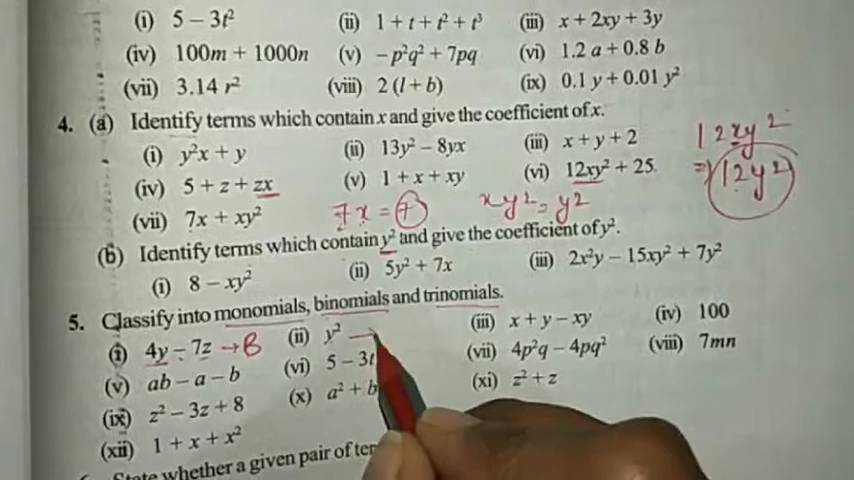 (i) 5 – 3t² (ii) 1 + t + t² + t³ (iii) x + 2xy + 3y
(iv) 100m + 1000n (v) – p²q² + 7pq (vi) 1.2 a + 0.8 b
(vii) 3.14 r² (viii) 2 (l + b) (ix) 0.1 y + 0.01 y²
4. (a) Identify terms which contain x and give the coefficient of x.
(i) y²x + y (ii) 13y² – 8yx (iii) x + y + 2
12xy²
(iv) 5 + z + zx (v) 1 + x + xy (vi) 12xy² + 25
⇒ 12y²
(vii) 7x + xy² 7x = 7 xy² = y²
(b) Identify terms which contain y² and give the coefficient of y².
(i) 8 – xy² (ii) 5y² + 7x (iii) 2x²y – 15xy² + 7y²
5. Classify into monomials, binomials and trinomials.
(i) 4y – 7z → B (ii) y² (iii) x + y – xy (iv) 100
(v) ab – a – b (vi) 5 – 3t (vii) 4p²q – 4pq² (viii) 7mn
(ix) z² – 3z + 8 (x) a² + b (xi) z² + z
(xii) 1 + x + x²
State whether a given pair of